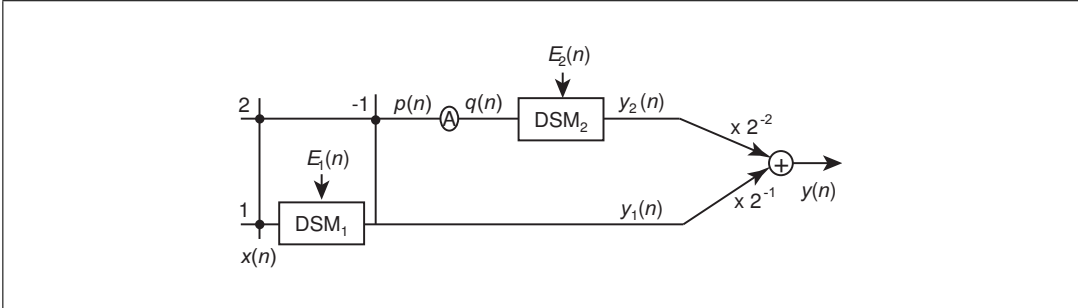 E₂(n)
2
-1
p(n)
A
q(n)
DSM₂
y₂(n)
x 2⁻²
E₁(n)
+
y(n)
1
DSM₁
y₁(n)
x 2⁻¹
x(n)